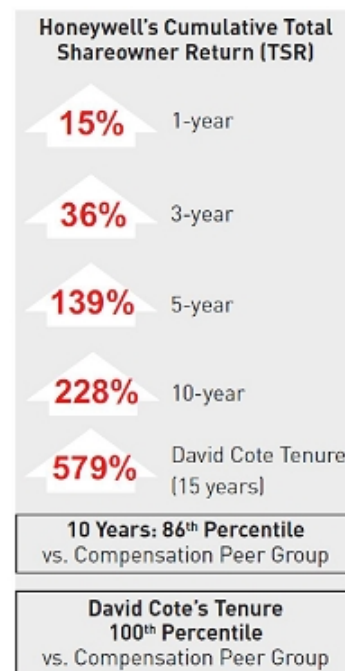 Honeywell's Cumulative Total
Shareowner Return (TSR)
15% 1-year
36% 3-year
139% 5-year
228% 10-year
579% David Cote Tenure
(15 years)
10 Years: 86th Percentile
vs. Compensation Peer Group
David Cote's Tenure
100th Percentile
vs. Compensation Peer Group